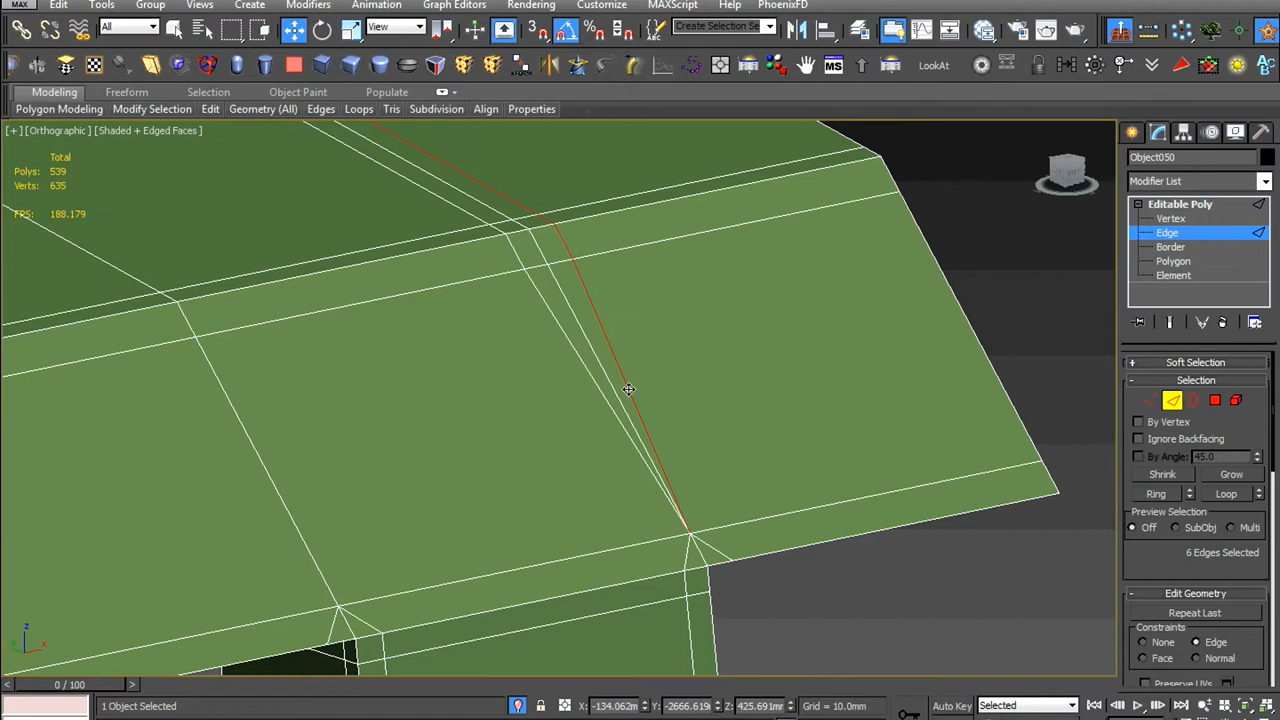 MAX
Edit
Tools
Group
Views
Create
Modifiers
Animation
Graph Editors
Rendering
Customize
MAXScript
Help
PhoenixFD
All
View
3
Create Selection Se
MS
LookAt
Modeling
Freeform
Selection
Object Paint
Populate
Polygon Modeling
Modify Selection
Edit
Geometry (All)
Edges
Loops
Tris
Subdivision
Align
Properties
[+] [Orthographic] [Shaded + Edged Faces]
Total
Polys: 539
Verts: 635
FPS: 188.179
Object050
Modifier List
Editable Poly
Vertex
Edge
Border
Polygon
Element
+ Soft Selection
- Selection
By Vertex
Ignore Backfacing
By Angle: 45.0
Shrink Grow
Ring Loop
Preview Selection
Off SubObj Multi
6 Edges Selected
- Edit Geometry
Repeat Last
Constraints
None Edge
Face Normal
Preserve UVs
z
x
< 0 / 100 >
1 Object Selected
X: -134.062m
Y: -2666.619m
Z: 425.691mm
Grid = 10.0mm
Auto Key
Selected